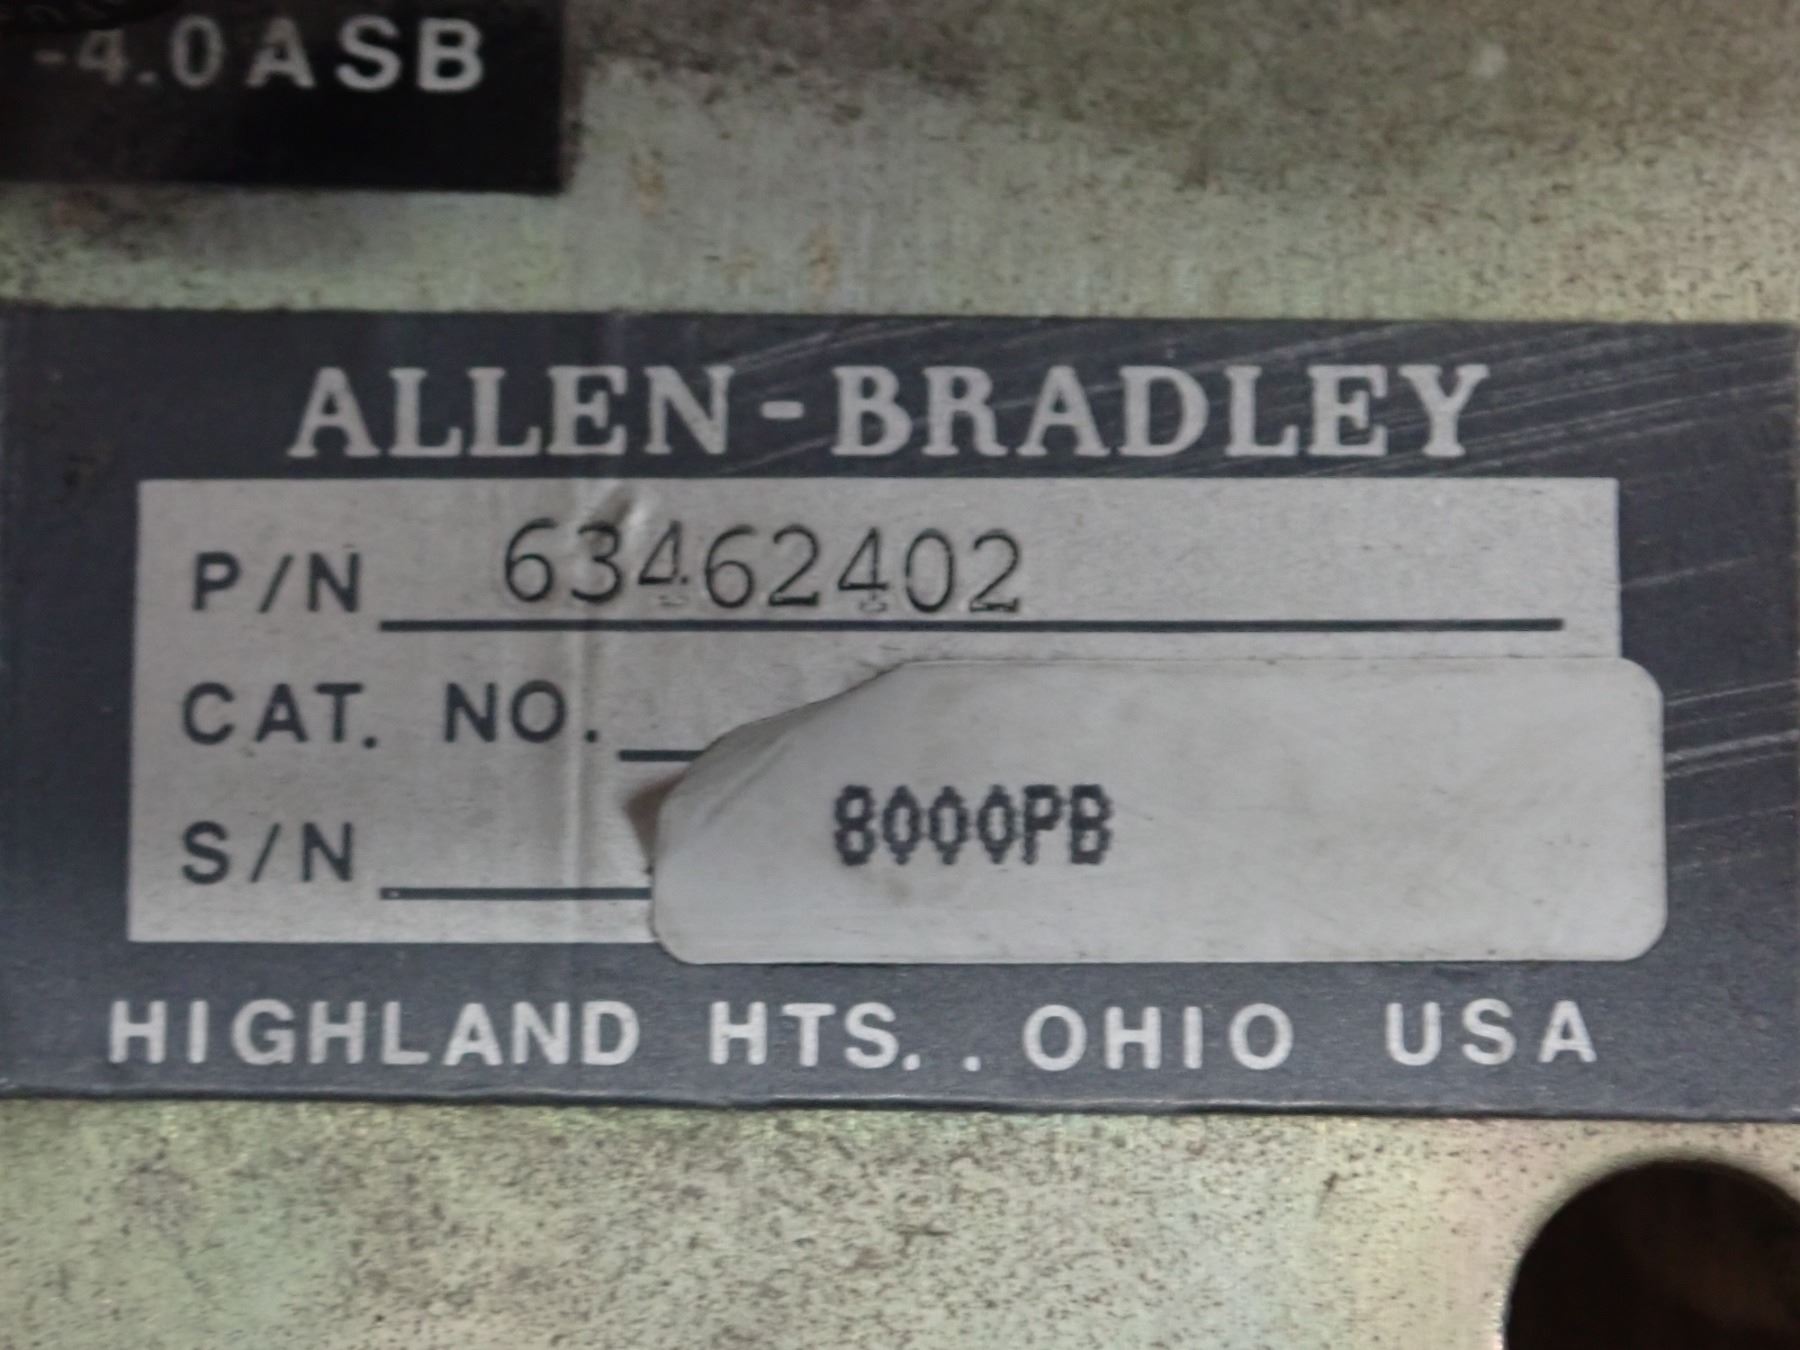 -4.0ASB
ALLEN-BRADLEY
P/N 63462402
CAT. NO.
8000PB
S/N
HIGHLAND HTS.. OHIO USA